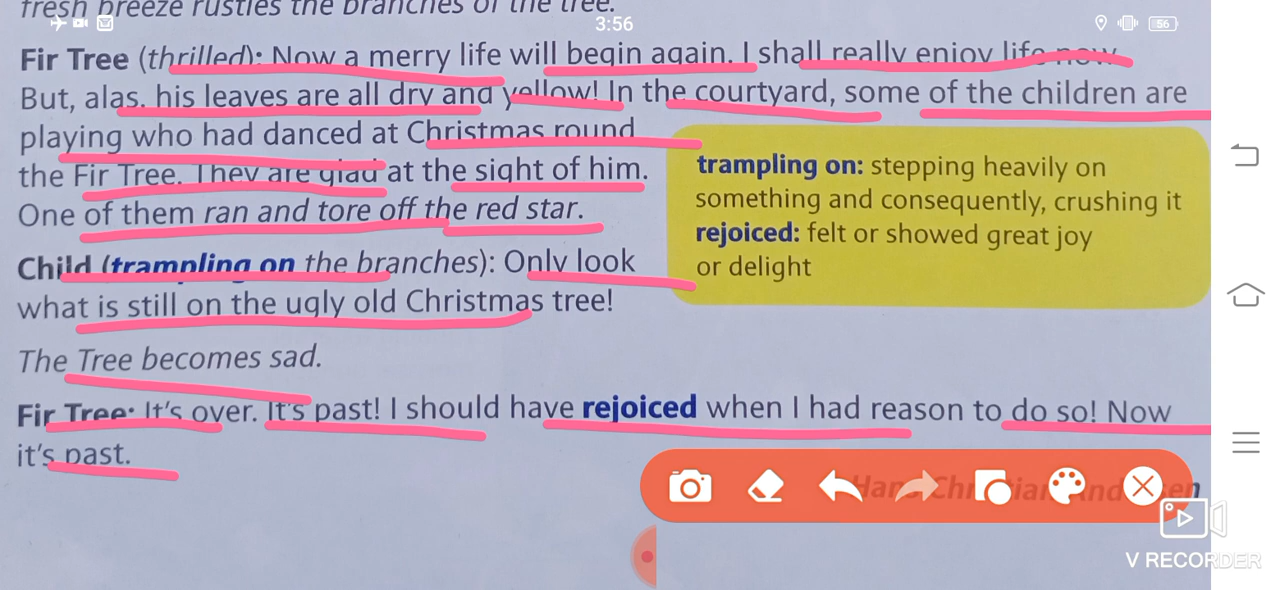 fresh breeze rustles the branches of the tree.
3:56
56
Fir Tree (thrilled): Now a merry life will begin again. I shall really enjoy life now.
But, alas, his leaves are all dry and yellow! In the courtyard, some of the children are
playing who had danced at Christmas round
the Fir Tree. They are glad at the sight of him.
One of them ran and tore off the red star.
trampling on: stepping heavily on
something and consequently, crushing it
rejoiced: felt or showed great joy
or delight
Child (trampling on the branches): Only look
what is still on the ugly old Christmas tree!
The Tree becomes sad.
Fir Tree: It's over. It's past! I should have rejoiced when I had reason to do so! Now
it's past.
Hans Christian Andersen
V RECORDER